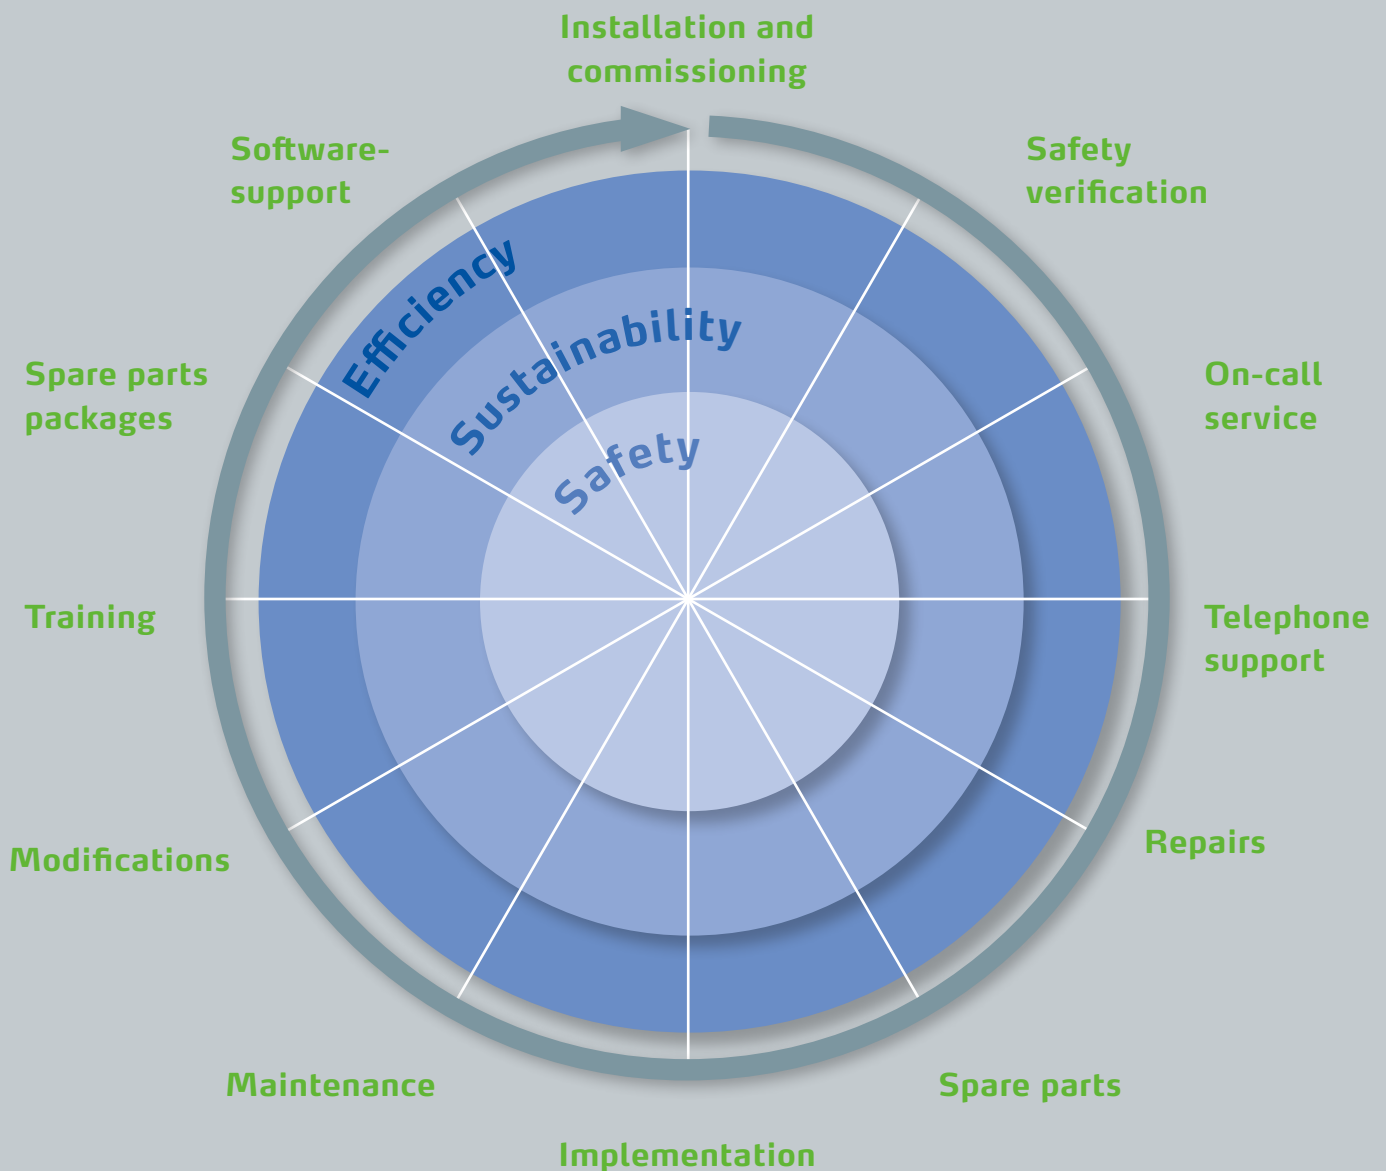 Installation and
commissioning
Software-
support
Safety
verification
Efficiency
Sustainability
Safety
Spare parts
packages
On-call
service
Training
Telephone
support
Modifications
Repairs
Maintenance
Spare parts
Implementation